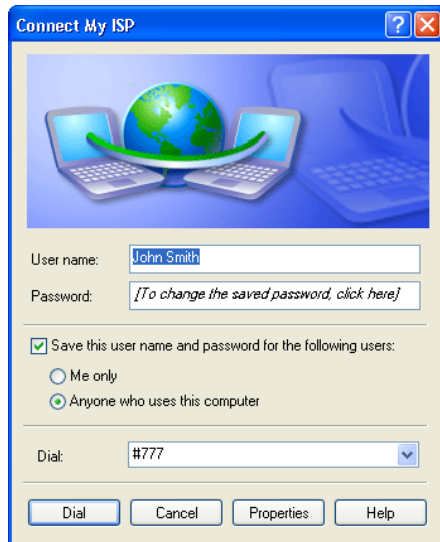 Connect My ISP
User name: John Smith
Password: [To change the saved password, click here]
Save this user name and password for the following users:
Me only
Anyone who uses this computer
Dial: #777
Dial Cancel Properties Help